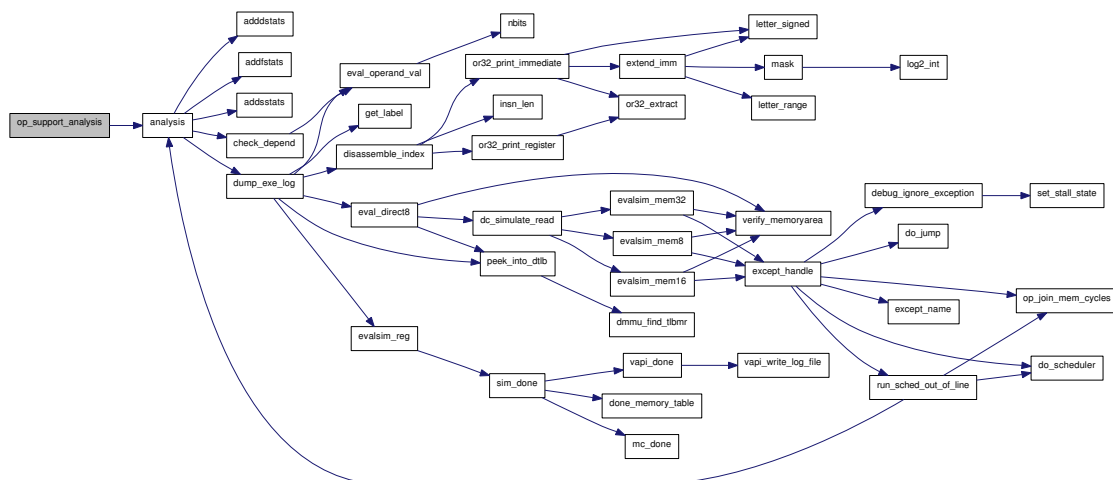 op_support_analysis
analysis
adddstats
addfstats
addsstats
check_depend
dump_exe_log
eval_operand_val
get_label
disassemble_index
eval_direct8
evalsim_reg
nbits
or32_print_immediate
insn_len
or32_print_register
dc_simulate_read
peek_into_dtlb
sim_done
extend_imm
or32_extract
evalsim_mem32
evalsim_mem8
evalsim_mem16
dmmu_find_tlbmr
vapi_done
done_memory_table
mc_done
letter_signed
mask
letter_range
verify_memoryarea
except_handle
vapi_write_log_file
log2_int
debug_ignore_exception
do_jump
except_name
run_sched_out_of_line
set_stall_state
op_join_mem_cycles
do_scheduler